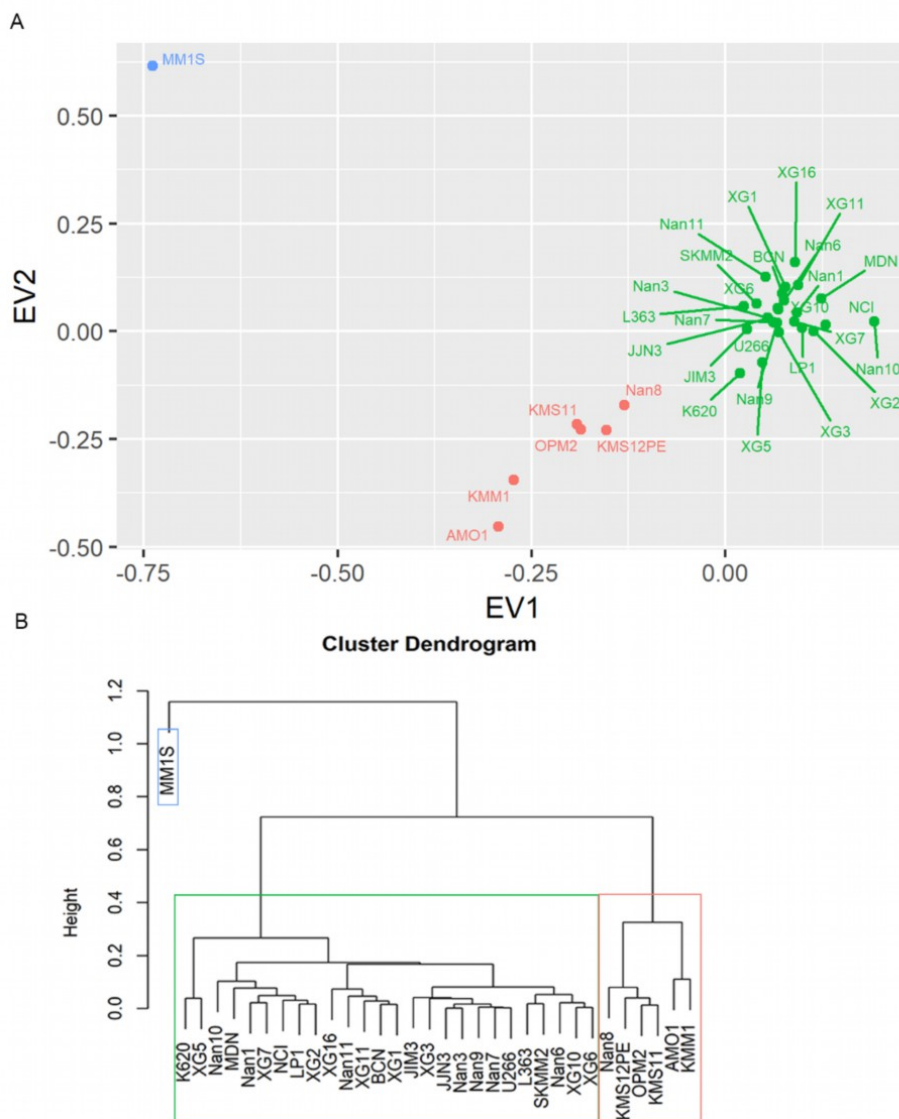 A
MM1S
0.50
XG16
XG1
XG11
0.25
Nan11
Nan6
SKMM2
BCN
MDN
Nan1
Nan3
XG6
XG10
NCI
EV2
L363
Nan7
0.00
U266
XG7
JJN3
LP1
Nan10
JIM3
Nan8
Nan9
XG2
K620
KMS11
-0.25
OPM2
KMS12PE
XG5
XG3
KMM1
AMO1
-0.50
-0.75 -0.50 -0.25 0.00
EV1
B
Cluster Dendrogram
Height
1.2
1.0
0.8
0.6
0.4
0.2
0.0
MM1S
K620
XG5
Nan10
MDN
Nan1
XG7
NCI
LP1
XG2
XG16
Nan11
XG11
BCN
XG1
JIM3
XG3
JJN3
Nan3
Nan9
Nan7
U266
L363
SKMM2
Nan6
XG10
XG6
Nan8
KMS12PE
OPM2
KMS11
AMO1
KMM1